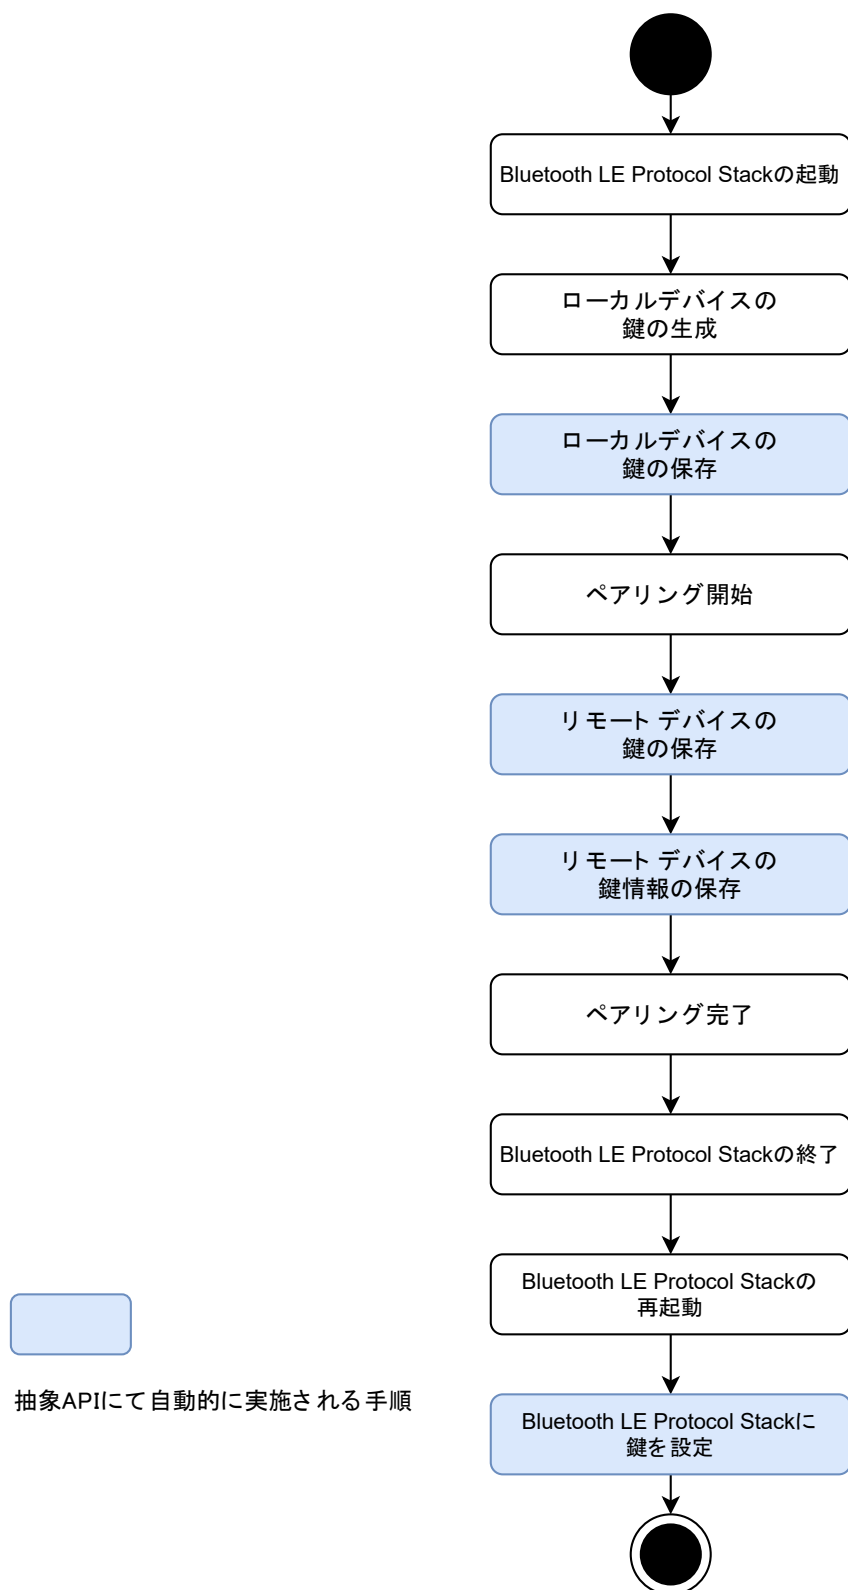 Bluetooth LE Protocol Stackの起動
ローカルデバイスの
鍵の生成
ローカルデバイスの
鍵の保存
ペアリング開始
リモートデバイスの
鍵の保存
リモートデバイスの
鍵情報の保存
ペアリング完了
Bluetooth LE Protocol Stackの終了
Bluetooth LE Protocol Stackの
再起動
抽象APIにて自動的に実施される手順
Bluetooth LE Protocol Stackに
鍵を設定